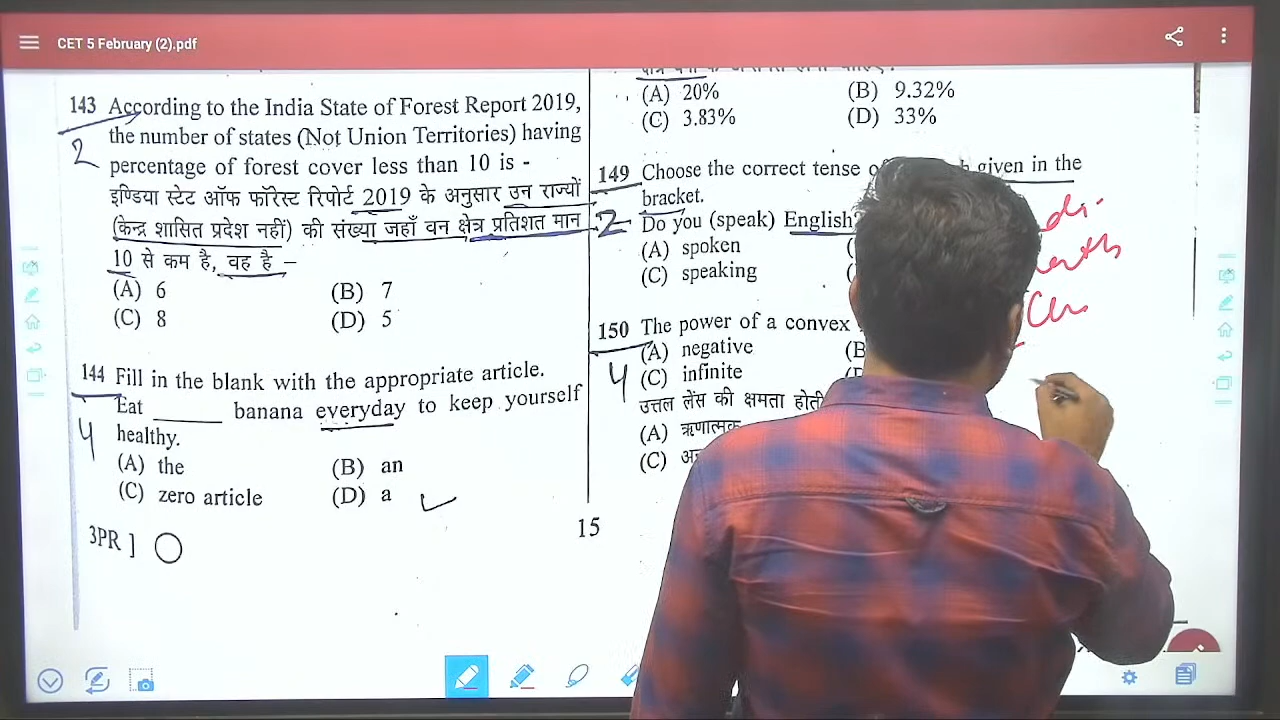 CET 5 February (2).pdf
143 According to the India State of Forest Report 2019,
the number of states (Not Union Territories) having
percentage of forest cover less than 10 is -
इण्डिया स्टेट ऑफ फॉरेस्ट रिपोर्ट 2019 के अनुसार उन राज्यों
(केन्द्र शासित प्रदेश नहीं) की संख्या जहाँ वन क्षेत्र प्रतिशत मान
10 से कम है, वह है –
2
(A) 6 (B) 7
(C) 8 (D) 5
144 Fill in the blank with the appropriate article.
Eat ______ banana everyday to keep yourself
healthy.
4
(A) the (B) an
(C) zero article (D) a
3PR ]
15
(A) 20% (B) 9.32%
(C) 3.83% (D) 33%
149 Choose the correct tense given in the
bracket.
2 Do you (speak) English?
(A) spoken
(C) speaking
150 The power of a convex
(A) negative
(C) infinite
4
उत्तल लेंस की क्षमता होती
(A) ऋणात्मक
(C)